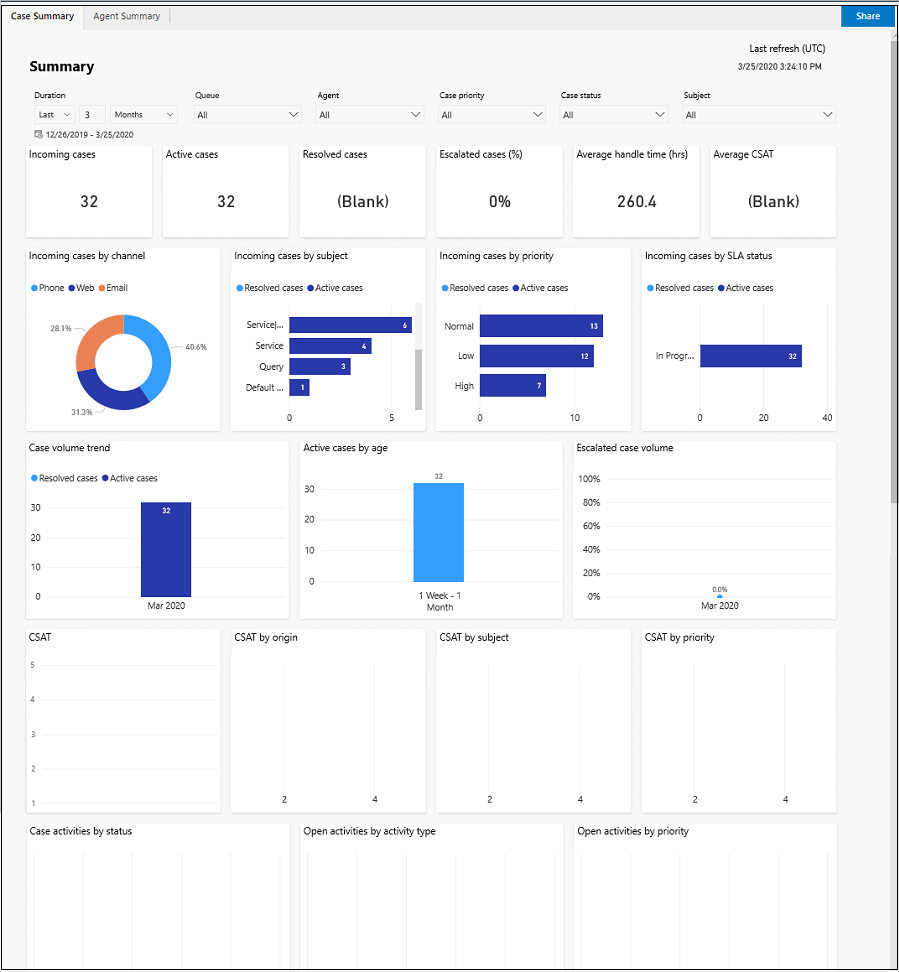 Case Summary Agent Summary Share
Last refresh (UTC)
Summary
3/25/2020 3:24:10 PM
Duration Queue Agent Case priority Case status Subject
Last 3 Months All All All All All
12/26/2019 - 3/25/2020
Incoming cases Active cases Resolved cases Escalated cases (%) Average handle time (hrs) Average CSAT
32 32 (Blank) 0% 260.4 (Blank)
Incoming cases by channel
Phone Web Email
28.1%
40.6%
31.3%
Incoming cases by subject
Resolved cases Active cases
Service|... 6
Service 4
Query 3
Default ... 1
0 5
Incoming cases by priority
Resolved cases Active cases
Normal 13
Low 12
High 7
0 10
Incoming cases by SLA status
Resolved cases Active cases
In Progr... 32
0 20 40
Case volume trend
Resolved cases Active cases
30 32
20
10
0
Mar 2020
Active cases by age
32
30
20
10
0
1 Week - 1
Month
Escalated case volume
100%
80%
60%
40%
20%
0.0%
0%
Mar 2020
CSAT
5
4
3
2
1
CSAT by origin
2 4
CSAT by subject
2 4
CSAT by priority
2 4
Case activities by status Open activities by activity type Open activities by priority